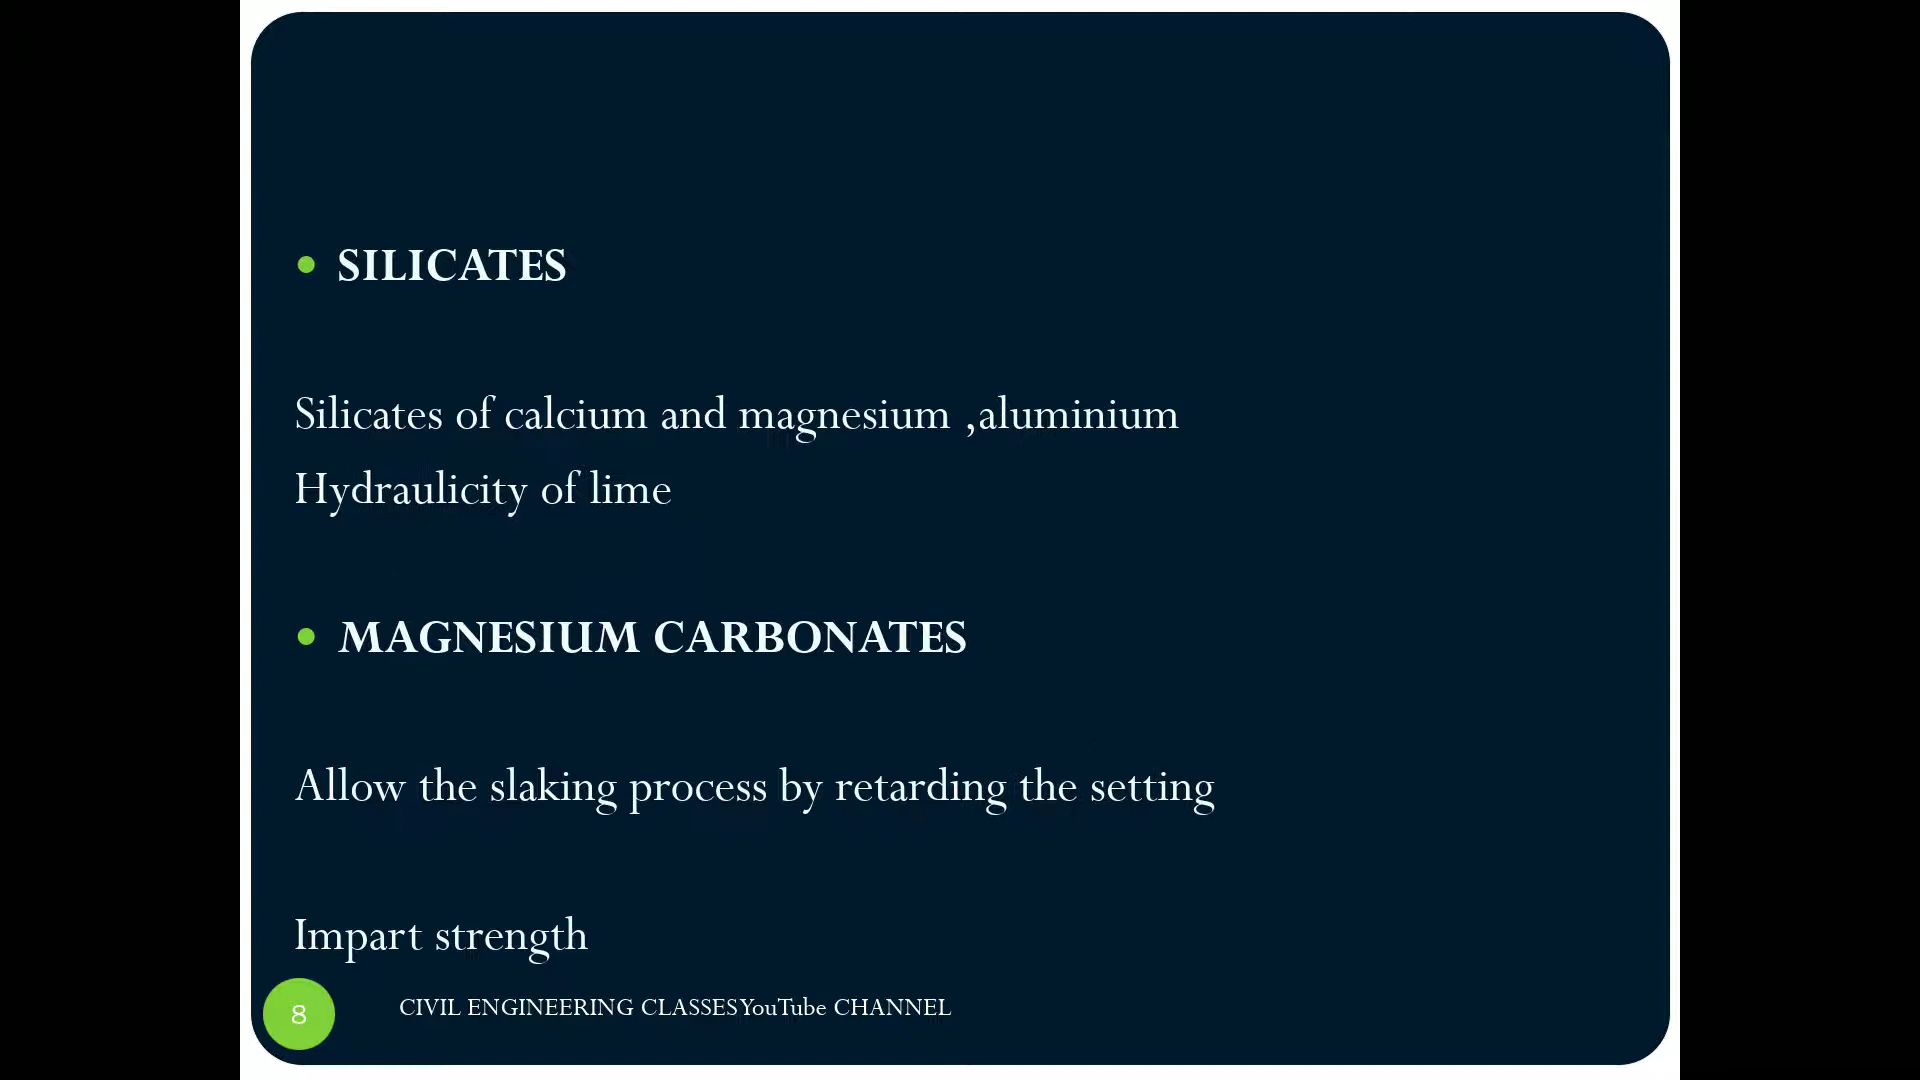 • SILICATES
Silicates of calcium and magnesium ,aluminium
Hydraulicity of lime
• MAGNESIUM CARBONATES
Allow the slaking process by retarding the setting
Impart strength
8
CIVIL ENGINEERING CLASSES YouTube CHANNEL